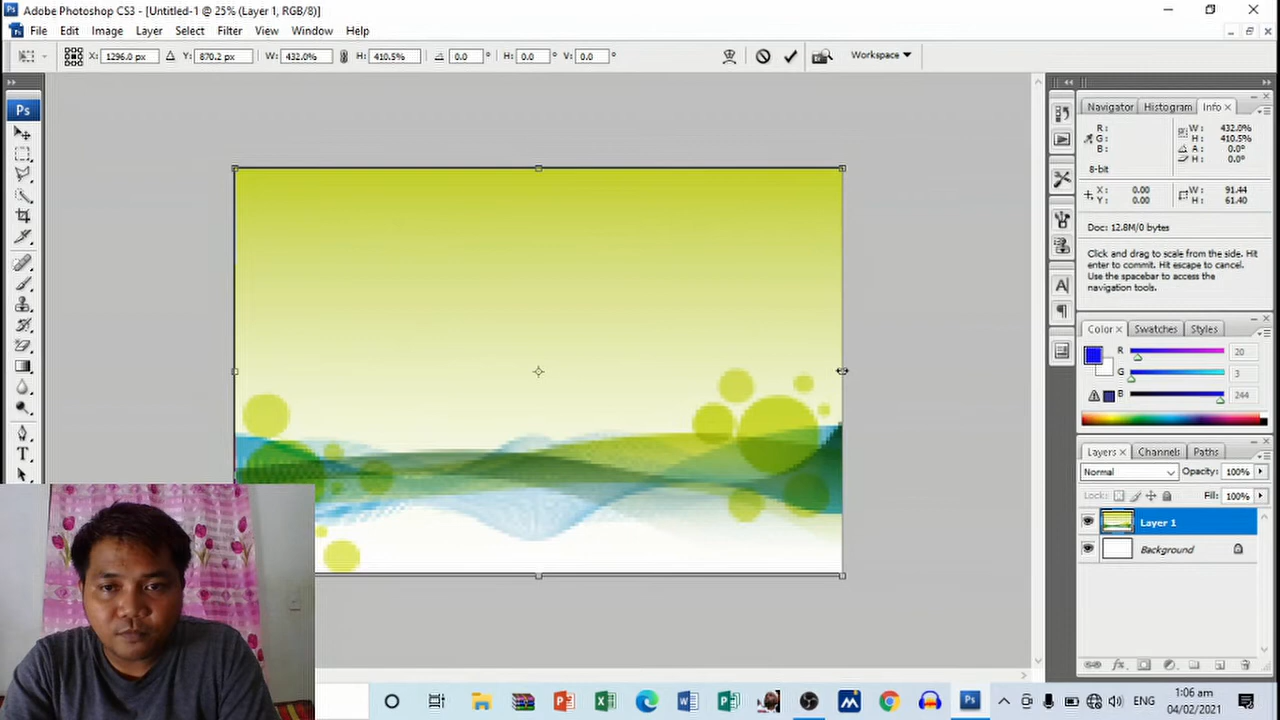 Adobe Photoshop CS3 - [Untitled-1 @ 25% (Layer 1, RGB/8)]
Ps File Edit Image Layer Select Filter View Window Help
X: 1296.0 px Y: 870.2 px W: 432.0% H: 410.5% 0.0 ° H: 0.0 ° V: 0.0 ° Workspace
Ps
Navigator Histogram Info ×
R: W: 432.0%
G: H: 410.5%
B: A: 0.0°
H: 0.0°
8-bit
X: 0.00 W: 91.44
Y: 0.00 H: 61.40
Doc: 12.8M/0 bytes
Click and drag to scale from the side. Hit
enter to commit. Hit escape to cancel.
Use the spacebar to access the
navigation tools.
Color × Swatches Styles
R 20
G 3
B 244
Layers × Channels Paths
Normal Opacity: 100%
Lock: Fill: 100%
Layer 1
Background
T
A
ENG
1:06 am
04/02/2021
Ps